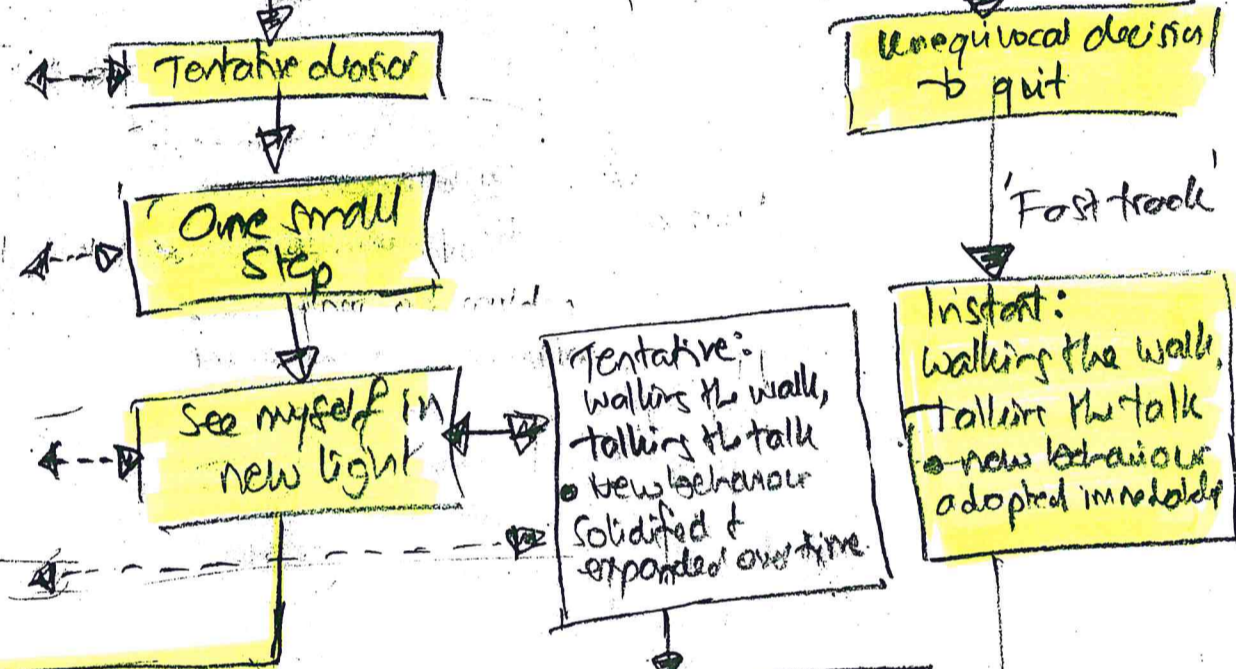 Tentative decision
One small
step
See myself in
new light
Tentative:
walking the walk,
talking the talk
• New behaviour
solidified &
expanded over time
Unequivocal decision
to quit
'Fast track'
Instant:
walking the walk,
talking the talk
• new behaviour
adopted immediately